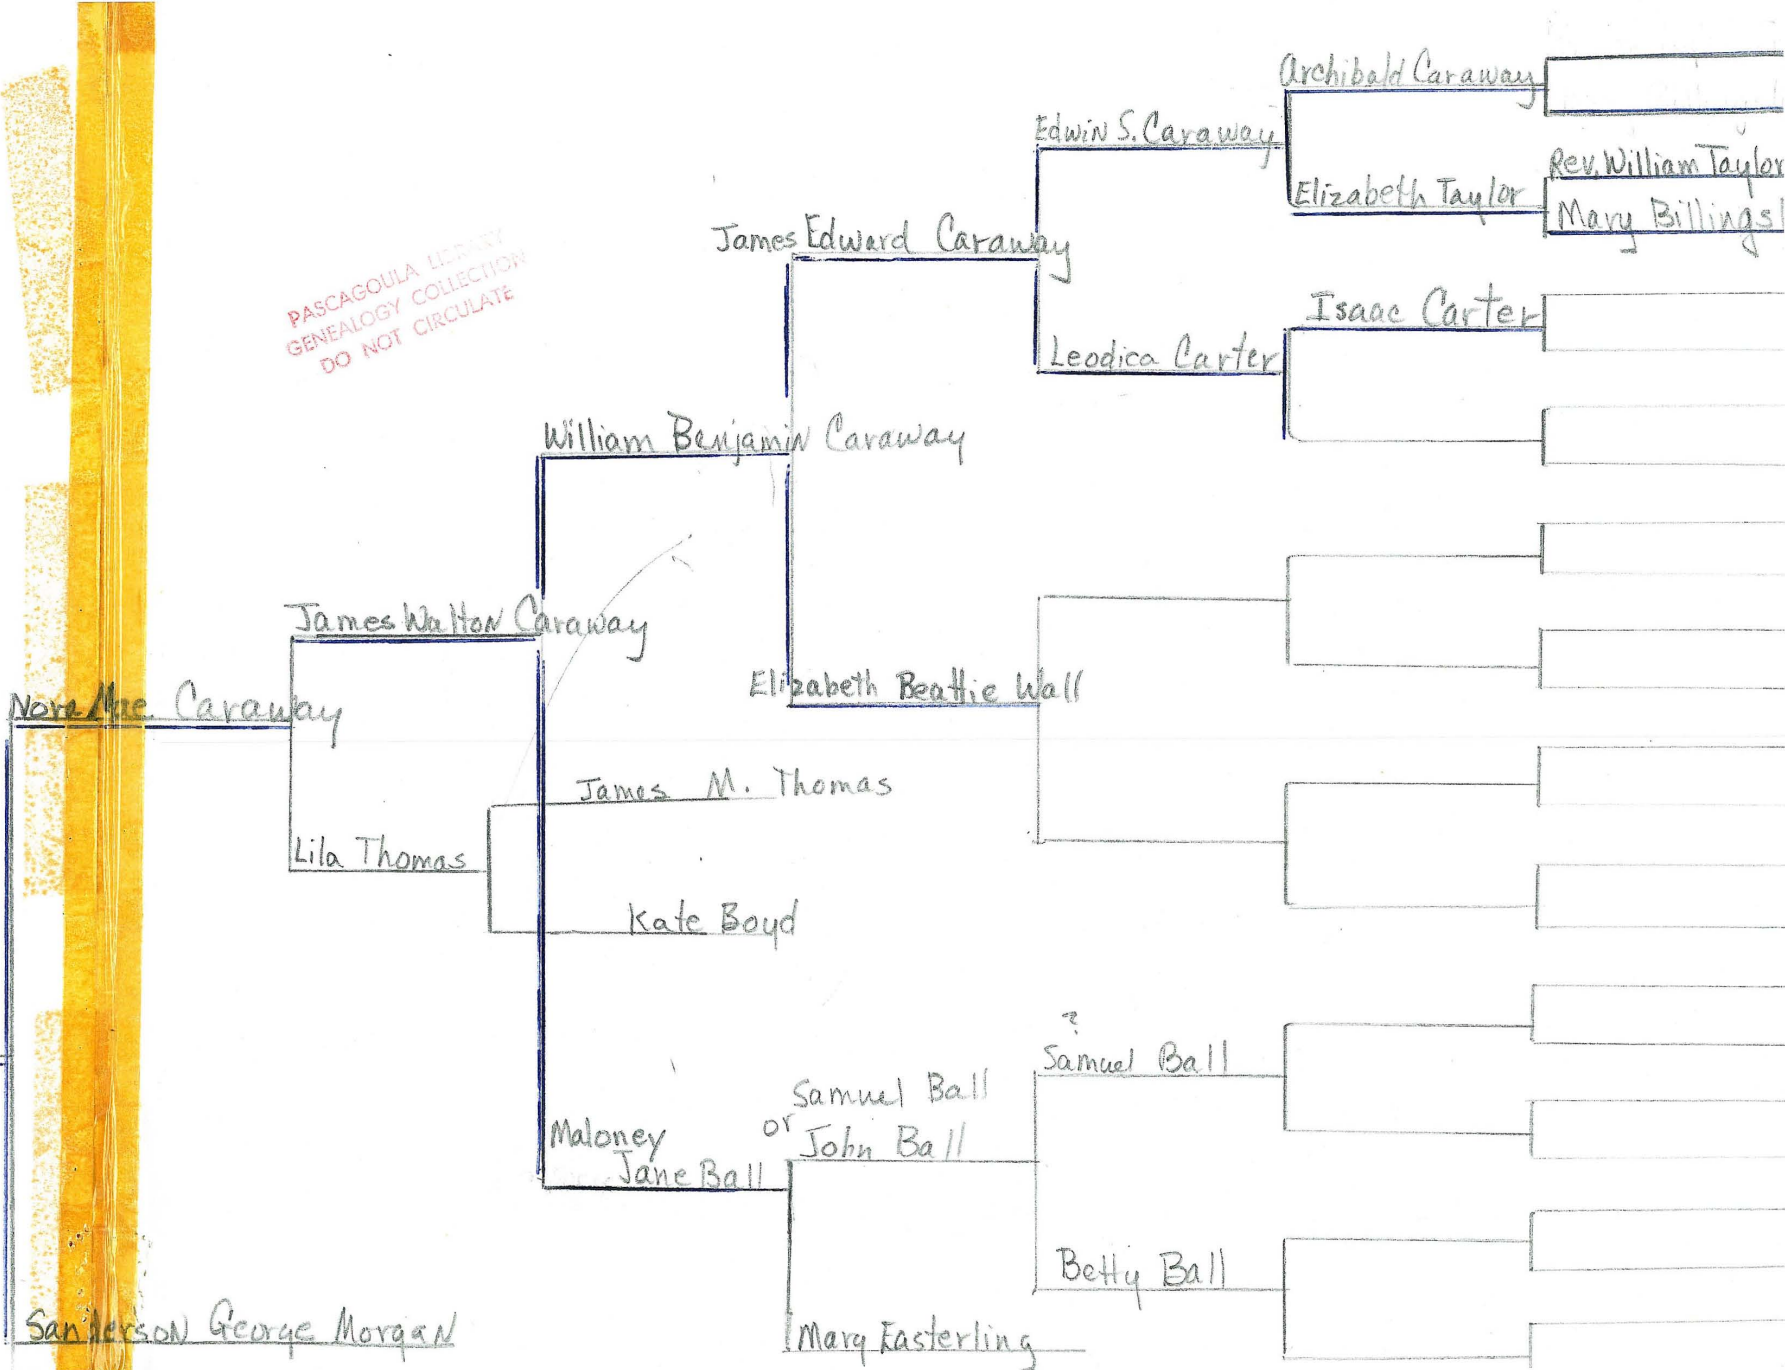 Archibald Caraway
Edwin S. Caraway
Rev. William Taylor
Elizabeth Taylor
Mary Billingsl
James Edward Caraway
PASCAGOULA LIBRARY
GENEALOGY COLLECTION
DO NOT CIRCULATE
Isaac Carter
Leodica Carter
William Benjamin Caraway
James Walton Caraway
Elizabeth Beattie Wall
Nora Mae Caraway
James M. Thomas
Lila Thomas
Kate Boyd
?
Samuel Ball
Samuel Ball
or John Ball
Maloney
Jane Ball
Betty Ball
Sanderson George Morgan
Mary Easterling